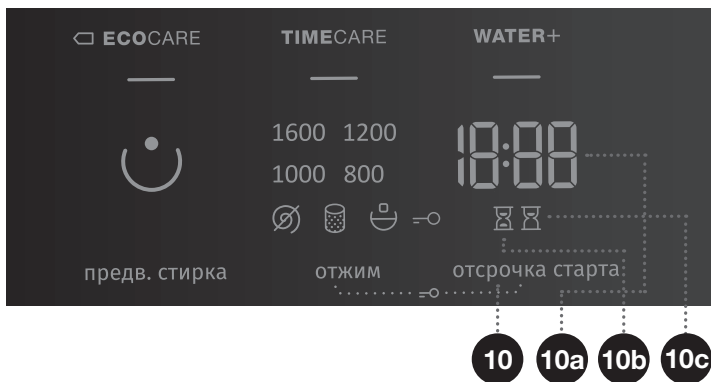 ECOCARE TIMECARE WATER+
1600 1200
18:88
1000 800
предв. стирка отжим отсрочка старта
10 10a 10b 10c